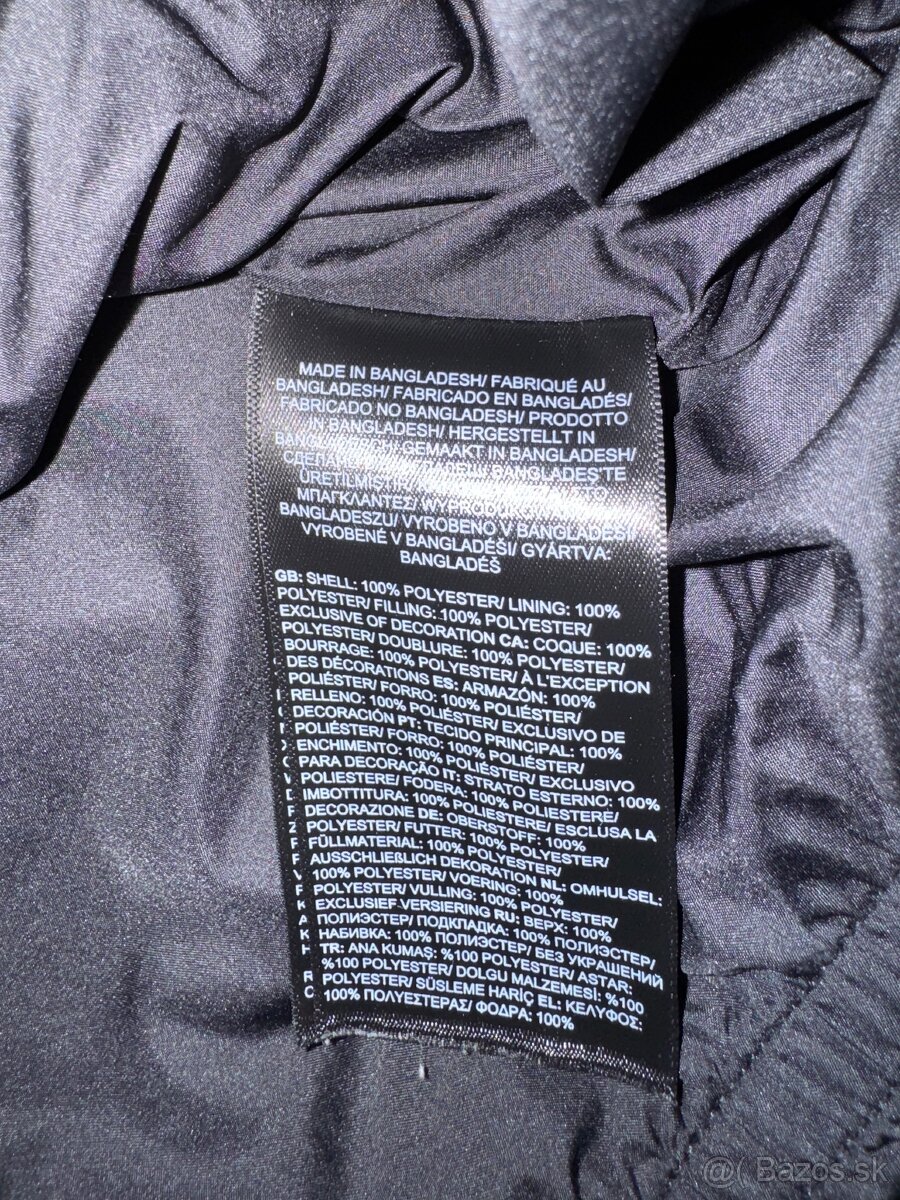 MADE IN BANGLADESH/ FABRIQUÉ AU
BANGLADESH/ FABRICADO EN BANGLADÉS/
FABRICADO NO BANGLADESH/ PRODOTTO
IN BANGLADESH/ HERGESTELLT IN
GEMAAKT IN BANGLADESH/
BANGLADEŞ'TE
ÜRETİLMİŞTİR/
ΜΠΑΓΚΛΑΝΤΕΖ/
BANGLADESZU/ VYROBENO V BANGLADÉŠI/
VYROBENÉ V BANGLADÉŠI/ GYÁRTVA:
BANGLADÉŠ
GB: SHELL: 100% POLYESTER/ LINING: 100%
POLYESTER/ FILLING: 100% POLYESTER/
EXCLUSIVE OF DECORATION CA: COQUE: 100%
POLYESTER/ DOUBLURE: 100% POLYESTER/
BOURRAGE: 100% POLYESTER/ À L'EXCEPTION
DES DÉCORATIONS ES: ARMAZÓN: 100%
POLIÉSTER/ FORRO: 100% POLIÉSTER/
RELLENO: 100% POLIÉSTER/ EXCLUSIVO DE
DECORACIÓN PT: TECIDO PRINCIPAL: 100%
POLIÉSTER/ FORRO: 100% POLIÉSTER/
ENCHIMENTO: 100% POLIÉSTER/ EXCLUSIVO
PARA DECORAÇÃO IT: STRATO ESTERNO: 100%
POLIESTERE/ FODERA: 100% POLIESTERE/
IMBOTTITURA: 100% POLIESTERE/ ESCLUSA LA
DECORAZIONE DE: OBERSTOFF: 100%
POLYESTER/ FUTTER: 100% POLYESTER/
FÜLLMATERIAL: 100% POLYESTER/
AUSSCHLIEßLICH DEKORATION NL: OMHULSEL:
100% POLYESTER/ VOERING: 100%
POLYESTER/ VULLING: 100% POLYESTER/
EXCLUSIEF VERSIERING RU: ВЕРХ: 100%
ПОЛИЭСТЕР/ ПОДКЛАДКА: 100% ПОЛИЭСТЕР/
НАБИВКА: 100% ПОЛИЭСТЕР/ БЕЗ УКРАШЕНИЙ
TR: ANA KUMAŞ: %100 POLYESTER/ ASTAR:
%100 POLYESTER/ DOLGU MALZEMESİ: %100
POLYESTER/ SÜSLEME HARİÇ EL: ΚΕΛΥΦΟΣ:
100% ΠΟΛΥΕΣΤΕΡΑΣ/ ΦΟΔΡΑ: 100%
@( Bazos.sk